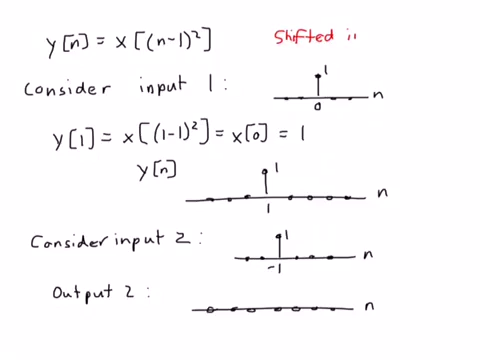 y[n] = x[(n-1)²]
Shifted i
Consider input 1:
1
0
n
y[1] = x[(1-1)²] = x[0] = 1
y[n]
1
1
n
Consider input 2:
1
-1
n
Output 2:
n